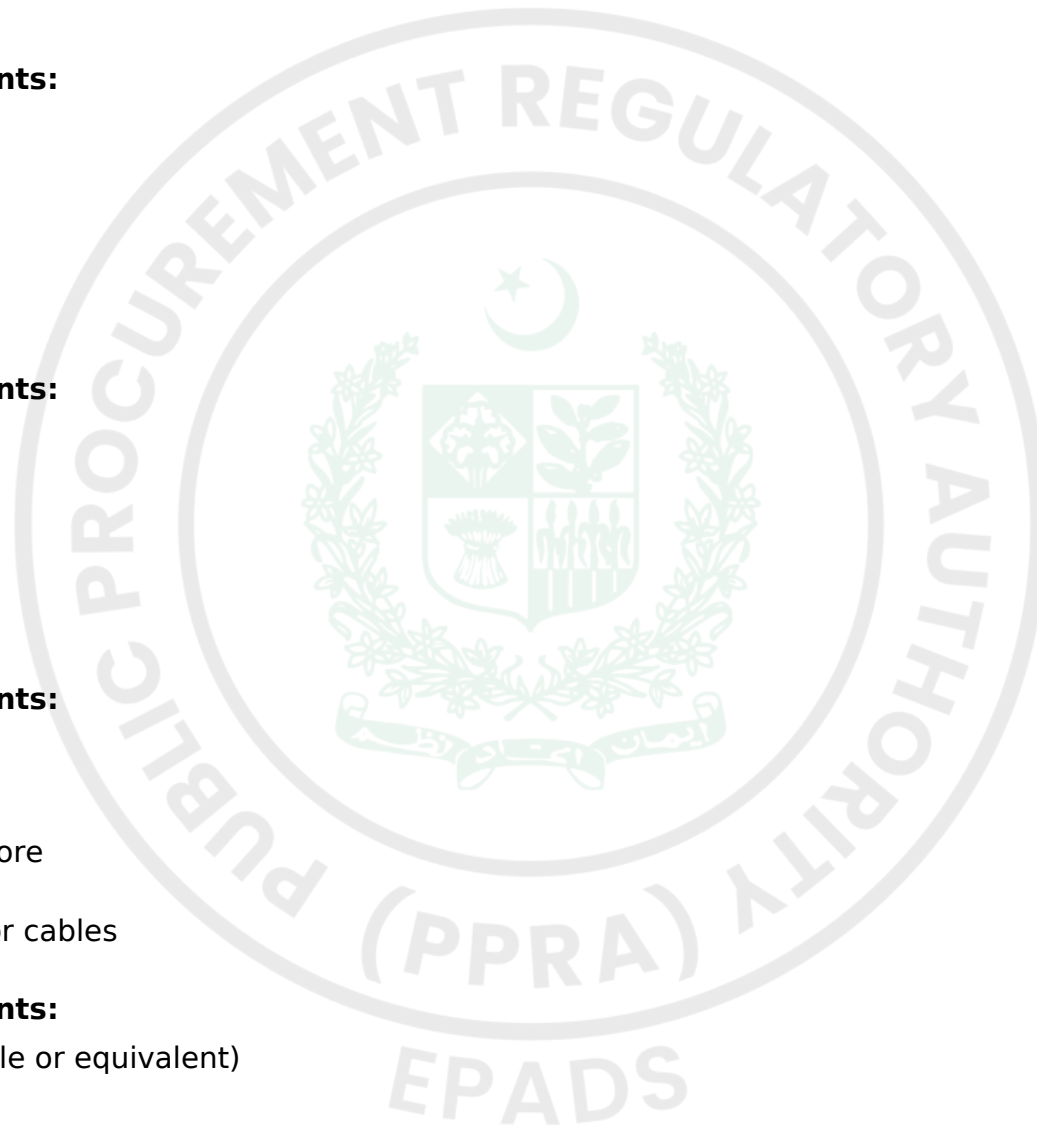 nts:
nts:
nts:
ore
r cables
nts:
le or equivalent)
PUBLIC PROCUREMENT REGULATORY AUTHORITY
(PPRA)
EPADS